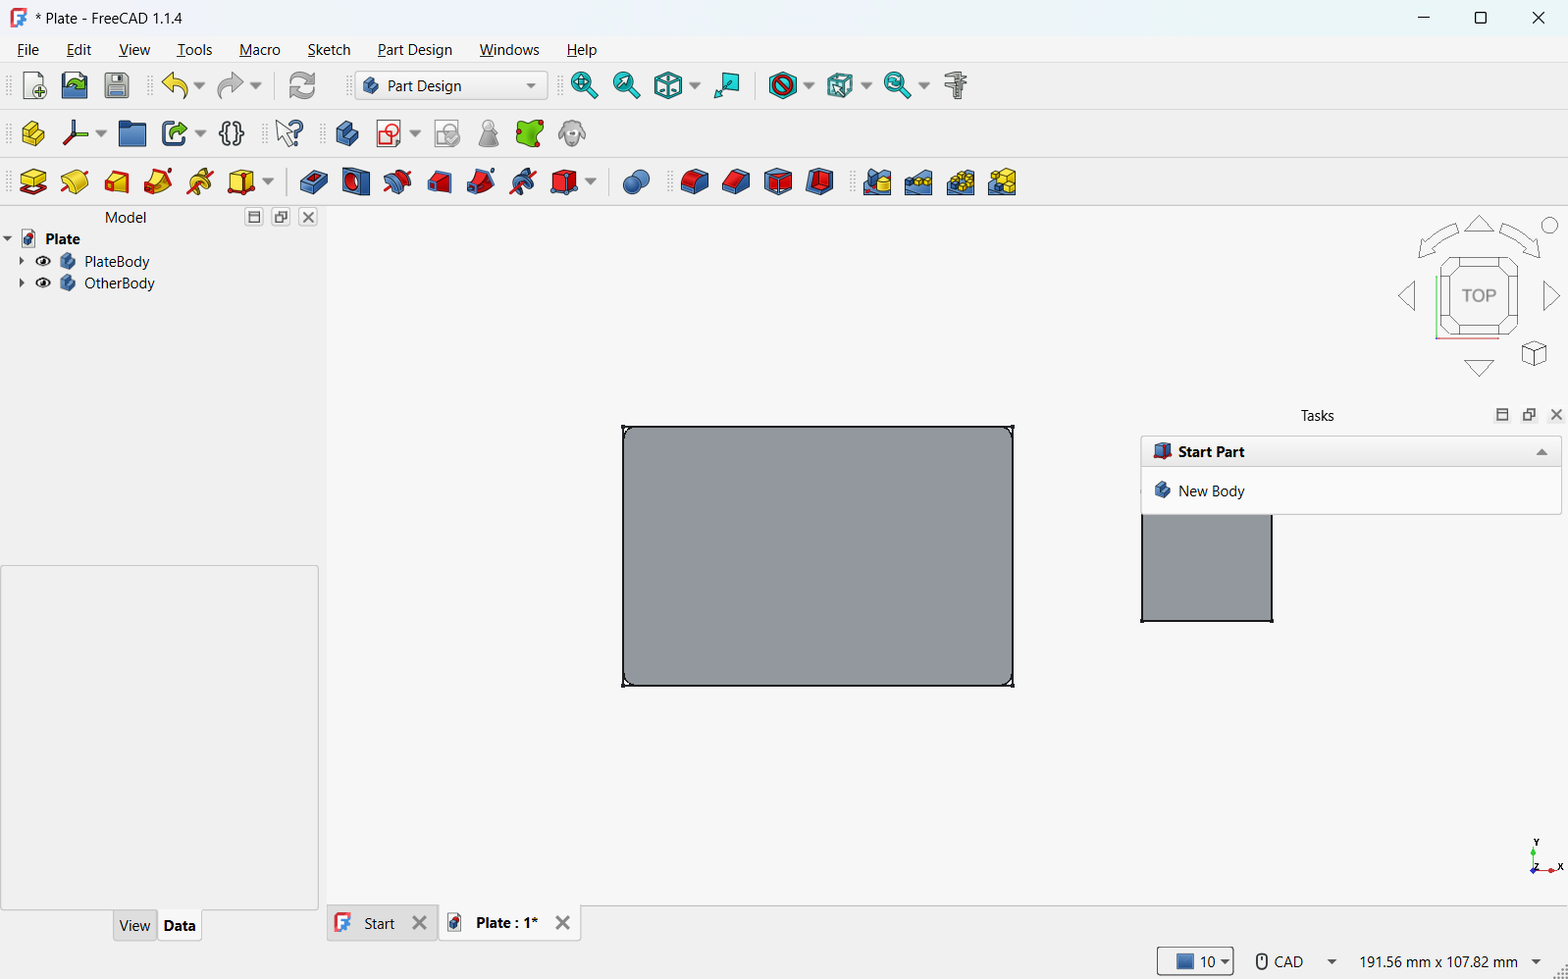 * Plate - FreeCAD 1.1.4
File Edit View Tools Macro Sketch Part Design Windows Help
Part Design
Model
Plate
PlateBody
OtherBody
TOP
Tasks
Start Part
New Body
Y
Z X
View Data
Start Plate : 1*
10 CAD 191.56 mm x 107.82 mm